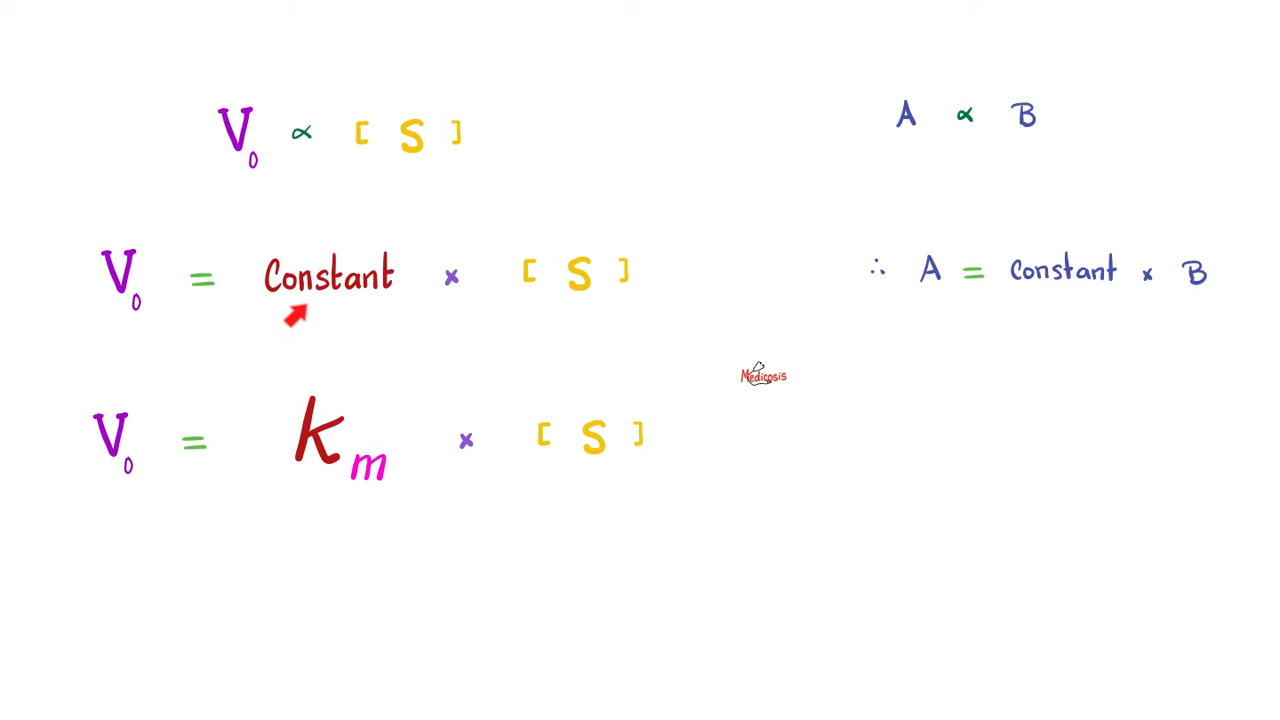 V₀ ∝ [ S ]
A ∝ B
V₀ = Constant × [ S ]
∴ A = Constant × B
Medicosis
V₀ = kₘ × [ S ]